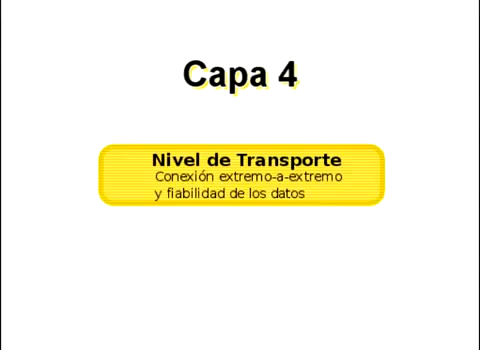 Capa 4
Nivel de Transporte
Conexión extremo-a-extremo
y fiabilidad de los datos